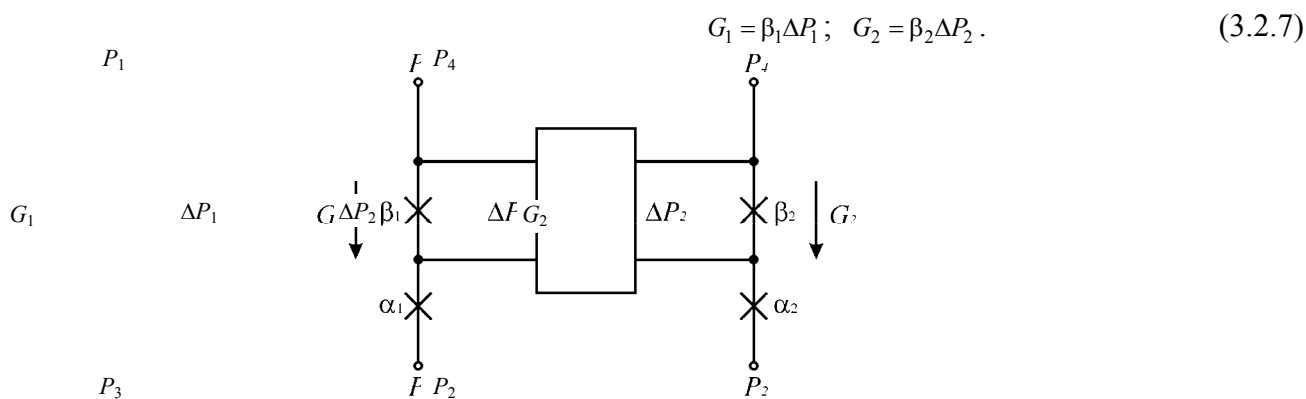 G₁ = β₁ΔP₁ ; G₂ = β₂ΔP₂ . (3.2.7)
P₁ P₄ P₄
G₁ ΔP₁ G ΔP₂ β₁ G₂ ΔP₂ β₂
α₁ α₂
P₃ P₂ P₂